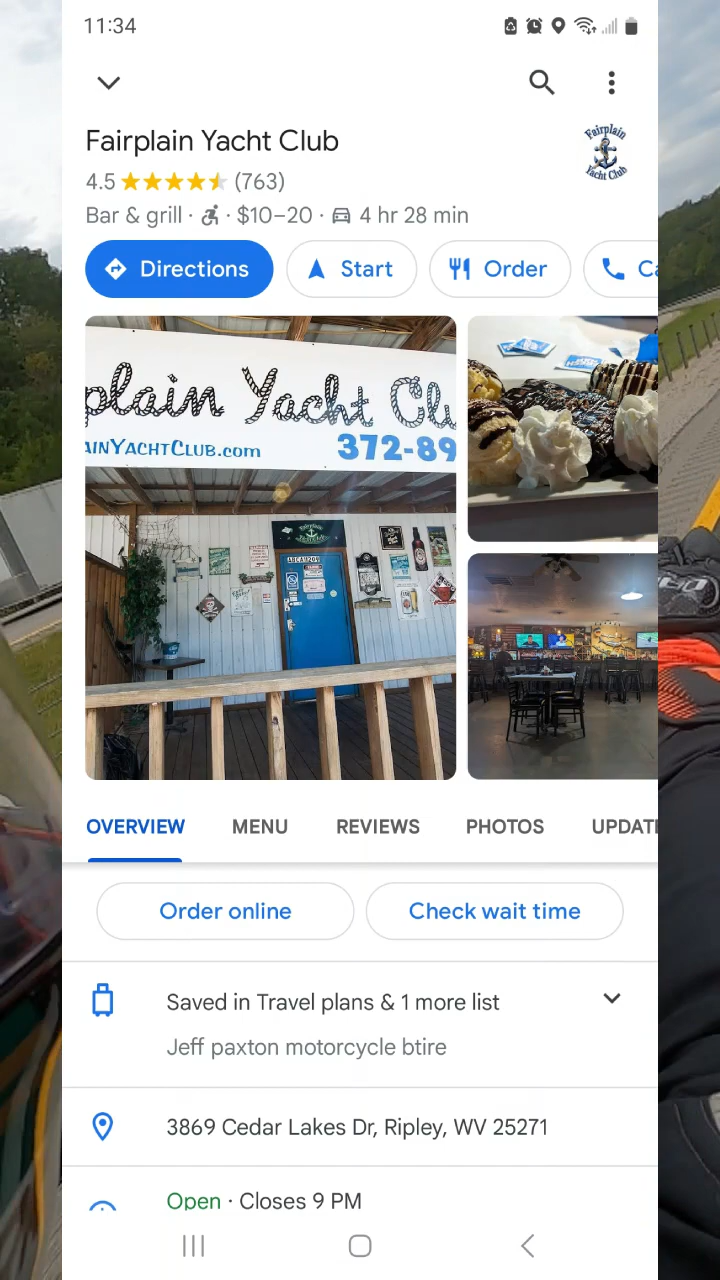 11:34
Fairplain Yacht Club
4.5 (763)
Bar & grill · · $10–20 · 4 hr 28 min
Fairplain
Yacht Club
Directions
Start
Order
Ca
plain Yacht Clu
AINYACHTCLUB.com
372-89
OVERVIEW
MENU
REVIEWS
PHOTOS
UPDAT
Order online
Check wait time
Saved in Travel plans & 1 more list
Jeff paxton motorcycle btire
3869 Cedar Lakes Dr, Ripley, WV 25271
Open · Closes 9 PM